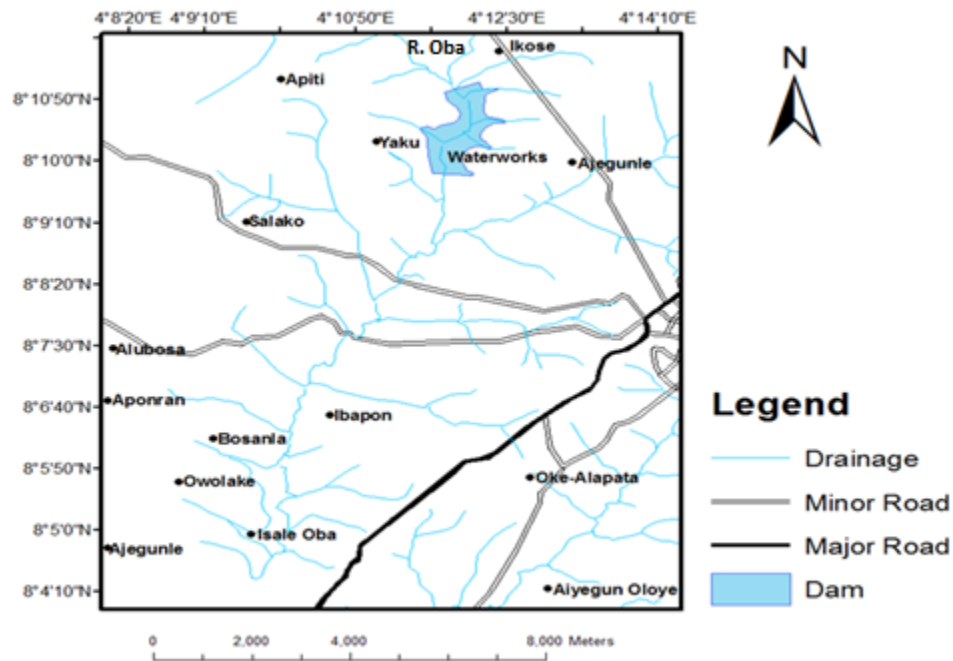 4°8'20"E 4°9'10"E 4°10'50"E 4°12'30"E 4°14'10"E
R. Oba
Ikose
N
Apiti
8°10'50"N
Yaku
Waterworks
8°10'0"N
Ajegunle
8°9'10"N
Salako
8°8'20"N
8°7'30"N
Alubosa
8°6'40"N
Aponran
Ibapon
Legend
Bosanla
Drainage
8°5'50"N
Owolake
Oke-Alapata
Minor Road
8°5'0"N
Isale Oba
Major Road
Ajegunle
8°4'10"N
Aiyegun Oloye
Dam
0 2,000 4,000 8,000 Meters